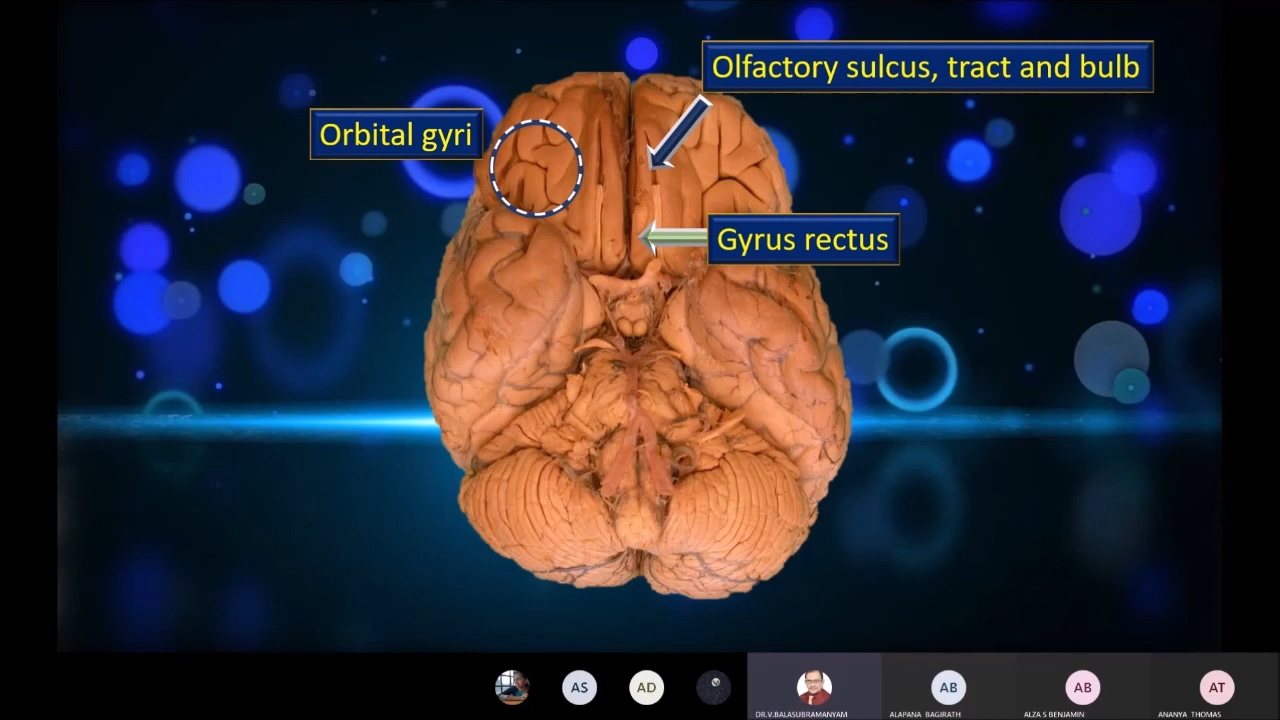 Olfactory sulcus, tract and bulb
Orbital gyri
Gyrus rectus
AS
AD
AB
AB
AT
DR.V.BALASUBRAMANYAM
ALAPANA BAGIRATH
ALZA S BENJAMIN
ANANYA THOMAS